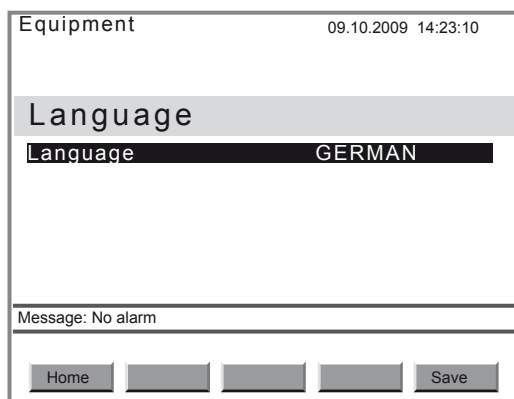 Equipment 09.10.2009 14:23:10
Language
Language GERMAN
Message: No alarm
Home Save